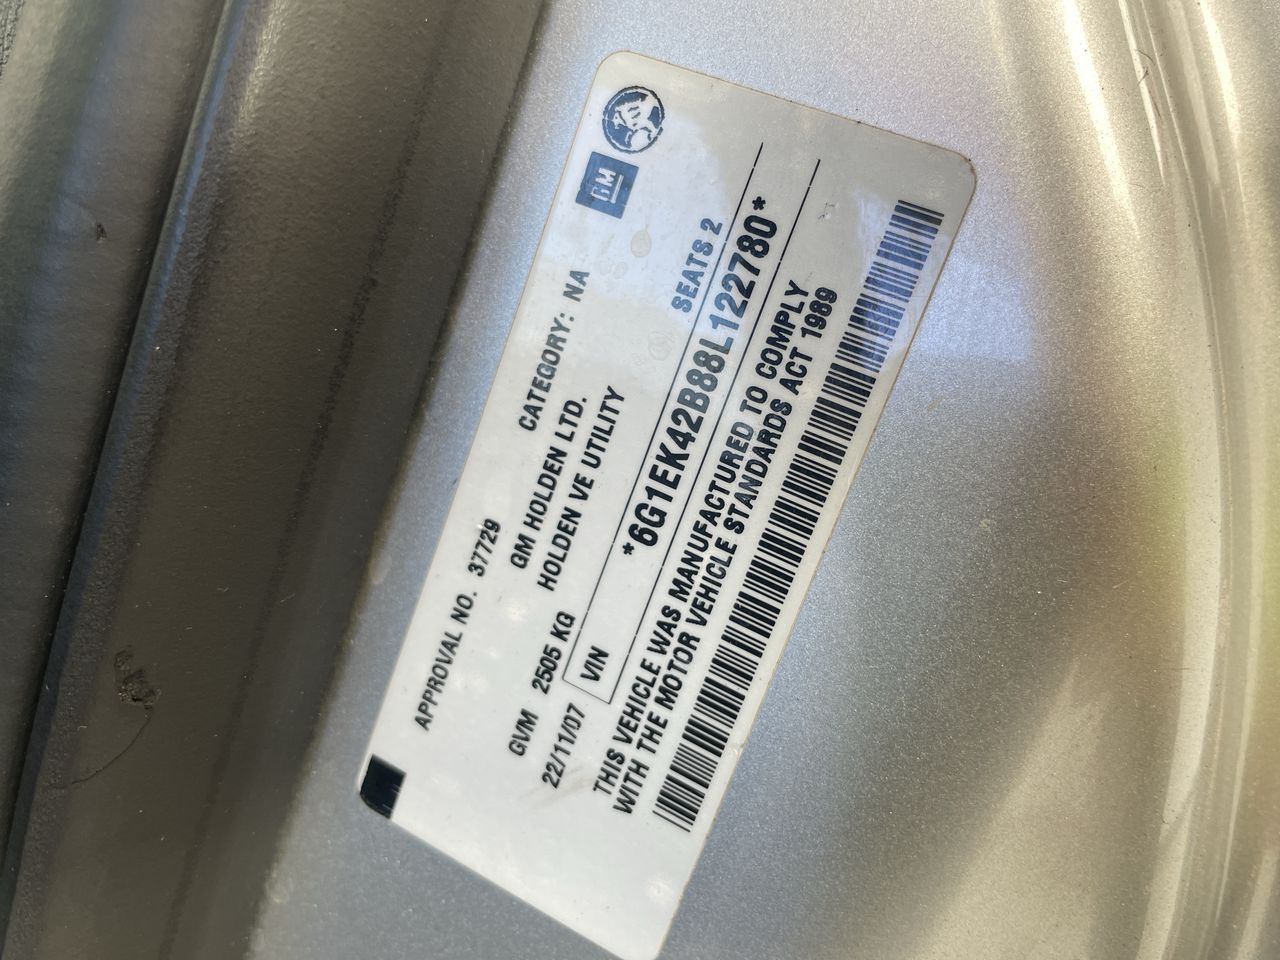 APPROVAL NO. 37729 CATEGORY: NA GM
GM HOLDEN LTD.
GVM 2505 KG HOLDEN VE UTILITY
22/11/07 SEATS 2
VIN *6G1EK42B88L122780*
THIS VEHICLE WAS MANUFACTURED TO COMPLY
WITH THE MOTOR VEHICLE STANDARDS ACT 1989